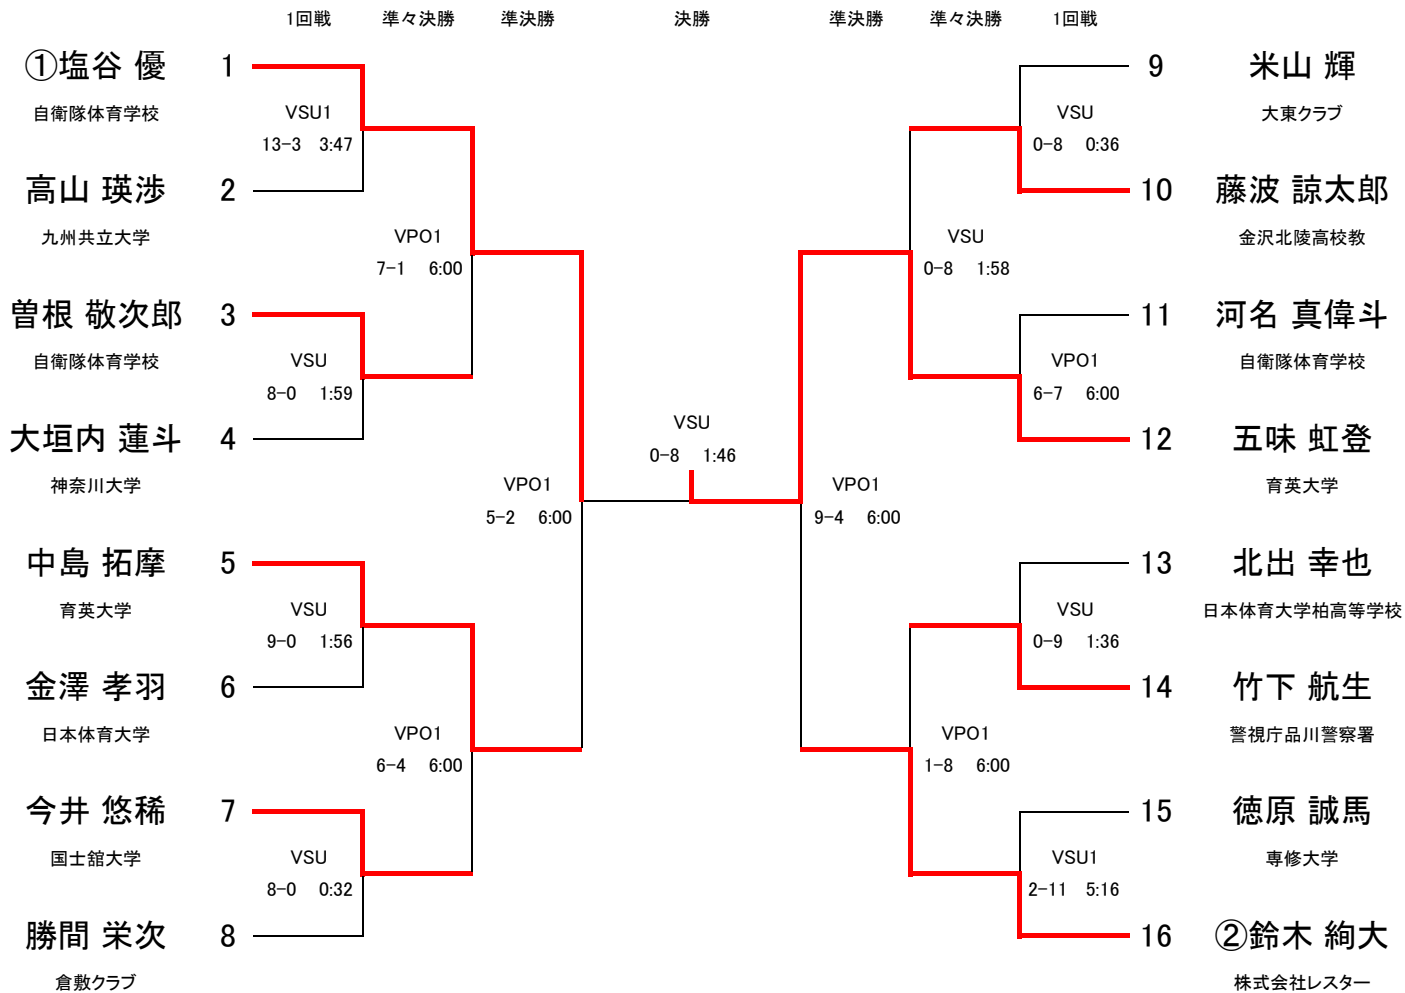 1回戦 準々決勝 準決勝 決勝 準決勝 準々決勝 1回戦
①塩谷 優 1
自衛隊体育学校
VSU1
13-3 3:47
高山 瑛渉 2
九州共立大学
VPO1
7-1 6:00
曽根 敬次郎 3
自衛隊体育学校
VSU
8-0 1:59
大垣内 蓮斗 4
神奈川大学
VPO1
5-2 6:00
中島 拓摩 5
育英大学
VSU
9-0 1:56
金澤 孝羽 6
日本体育大学
VPO1
6-4 6:00
今井 悠稀 7
国士舘大学
VSU
8-0 0:32
勝間 栄次 8
倉敷クラブ
VSU
0-8 1:46
9 米山 輝
大東クラブ
VSU
0-8 0:36
10 藤波 諒太郎
金沢北陵高校教
VSU
0-8 1:58
11 河名 真偉斗
自衛隊体育学校
VPO1
6-7 6:00
12 五味 虹登
育英大学
VPO1
9-4 6:00
13 北出 幸也
日本体育大学柏高等学校
VSU
0-9 1:36
14 竹下 航生
警視庁品川警察署
VPO1
1-8 6:00
15 徳原 誠馬
専修大学
VSU1
2-11 5:16
16 ②鈴木 絢大
株式会社レスター